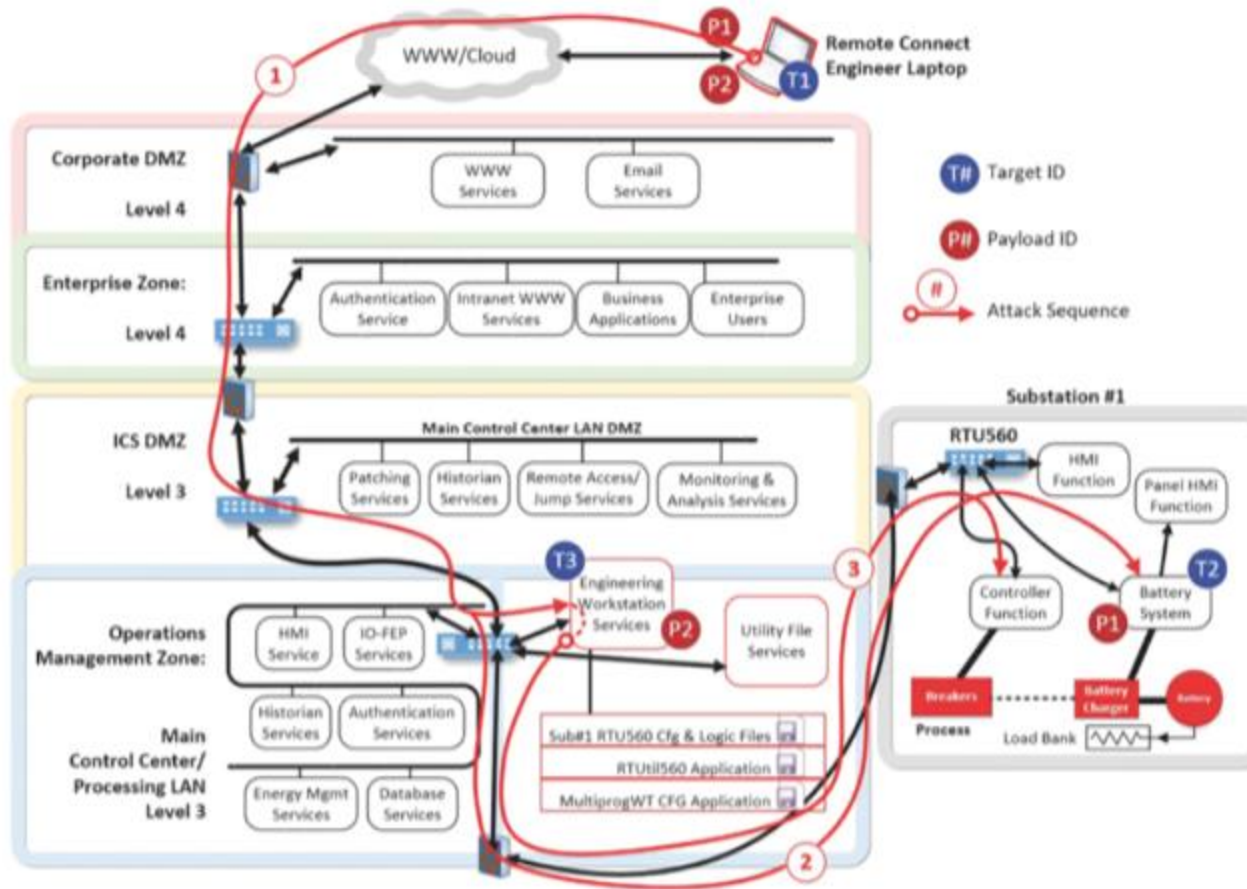 WWW/Cloud
1
P1
P2
T1
Remote Connect
Engineer Laptop
Corporate DMZ
Level 4
WWW
Services
Email
Services
T# Target ID
P# Payload ID
# Attack Sequence
Enterprise Zone:
Level 4
Authentication
Service
Intranet WWW
Services
Business
Applications
Enterprise
Users
ICS DMZ
Level 3
Main Control Center LAN DMZ
Patching
Services
Historian
Services
Remote Access/
Jump Services
Monitoring &
Analysis Services
Substation #1
RTU560
HMI
Function
Panel HMI
Function
Controller
Function
T2
Battery
System
P1
Breakers
Process
Battery
Charger
Battery
Load Bank
3
T3
Engineering
Workstation
Services
P2
Utility File
Services
Operations
Management Zone:
HMI
Service
IO-FEP
Services
Historian
Services
Authentication
Services
Main
Control Center/
Processing LAN
Level 3
Energy Mgmt
Services
Database
Services
Sub#1 RTU560 Cfg & Logic Files
RTUtil560 Application
MultiprogWT CFG Application
2